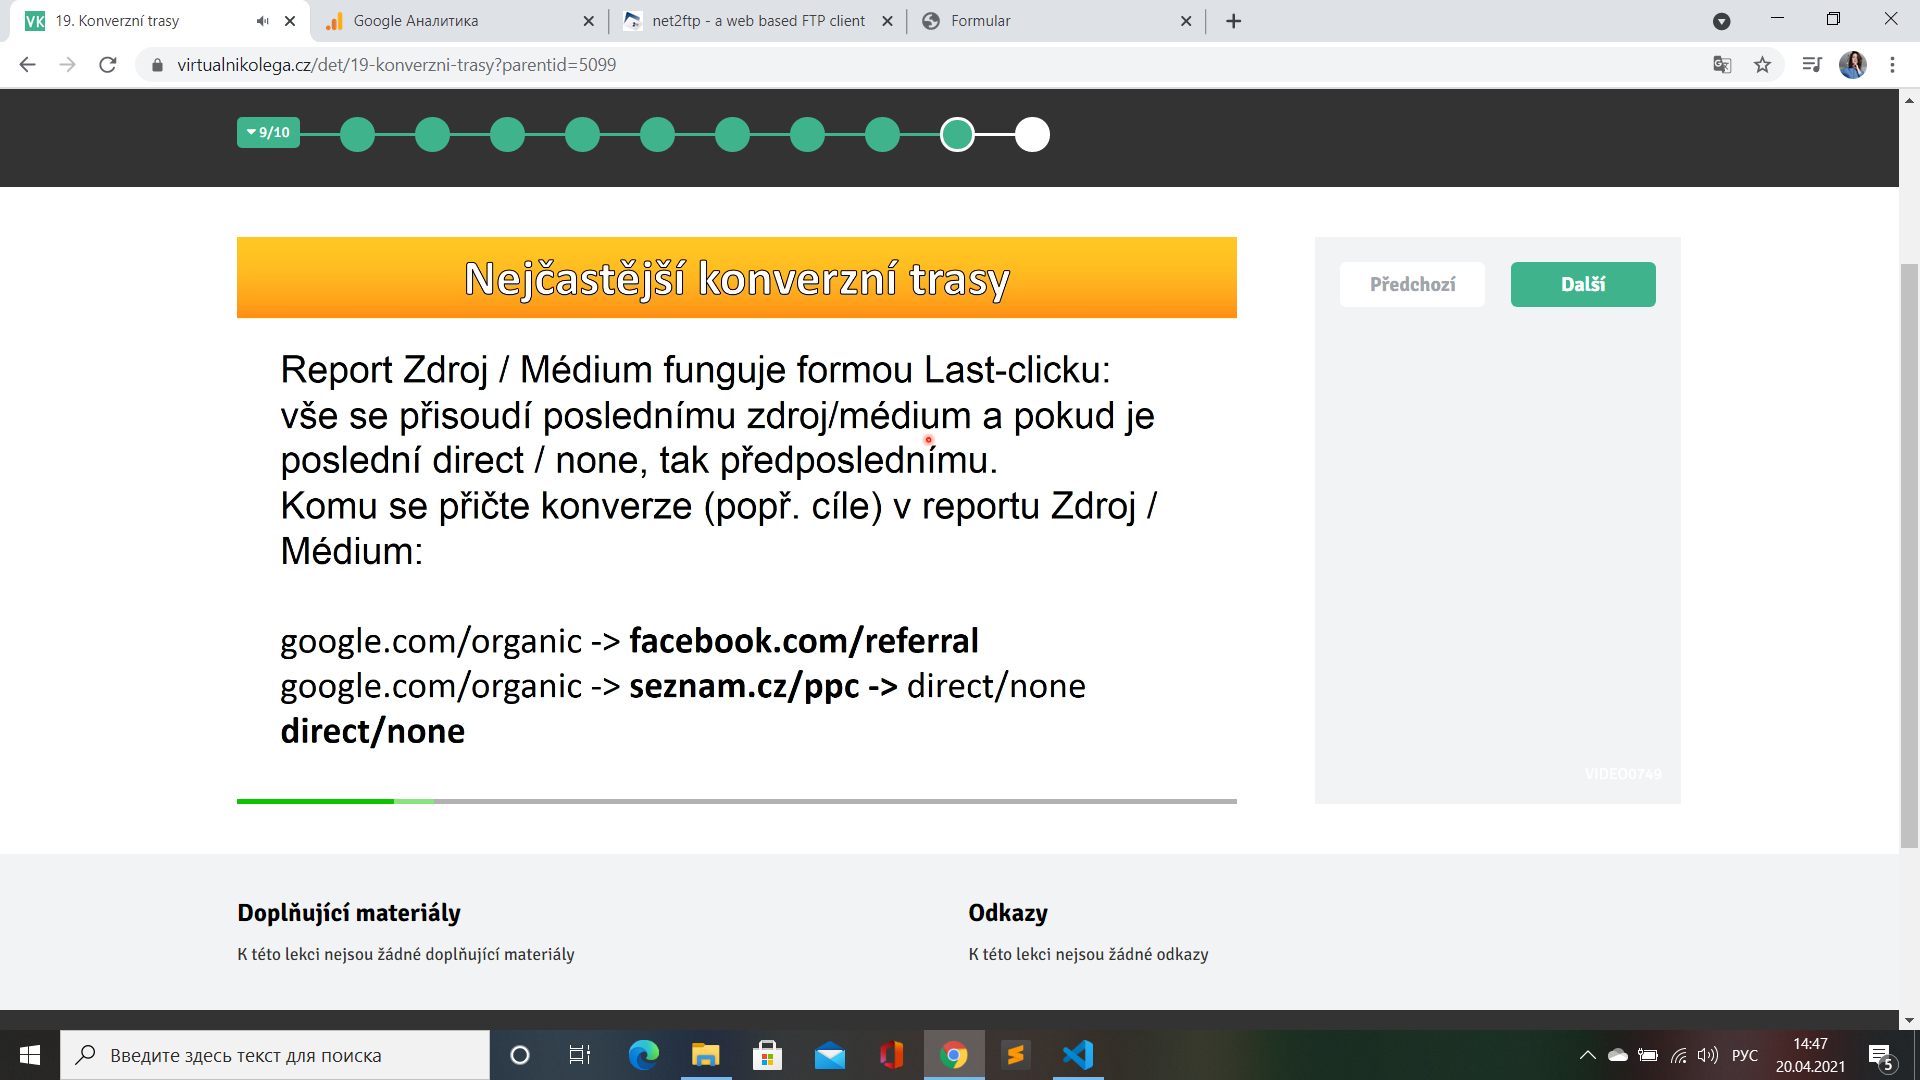 VK 19. Konverzní trasy
Google Аналитика
net2ftp - a web based FTP client
Formular
virtualnikolega.cz/det/19-konverzni-trasy?parentid=5099
9/10
Nejčastější konverzní trasy
Předchozí
Další
Report Zdroj / Médium funguje formou Last-clicku:
vše se přisoudí poslednímu zdroj/médium a pokud je
poslední direct / none, tak předposlednímu.
Komu se přičte konverze (popř. cíle) v reportu Zdroj /
Médium:
google.com/organic -> facebook.com/referral
google.com/organic -> seznam.cz/ppc -> direct/none
direct/none
VIDEO0749
Doplňující materiály
K této lekci nejsou žádné doplňující materiály
Odkazy
K této lekci nejsou žádné odkazy
Введите здесь текст для поиска
РУС
14:47
20.04.2021
5